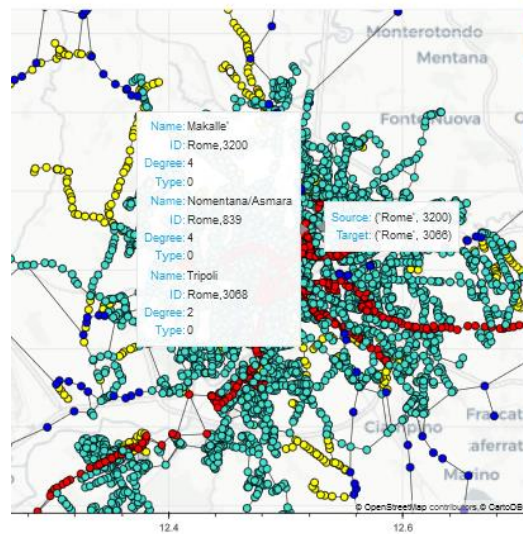 Monterotondo
Mentana
Fonte Nuova
Name: Makalle'
ID: Rome,3200
Degree: 4
Type: 0
Name: Nomentana/Asmara
ID: Rome,839
Degree: 4
Type: 0
Name: Tripoli
ID: Rome,3068
Degree: 2
Type: 0
Source: ('Rome', 3200)
Target: ('Rome', 3066)
Ciampino
Frascat
aferrat
Marino
© OpenStreetMap contributors, © CartoDB
12.4
12.6